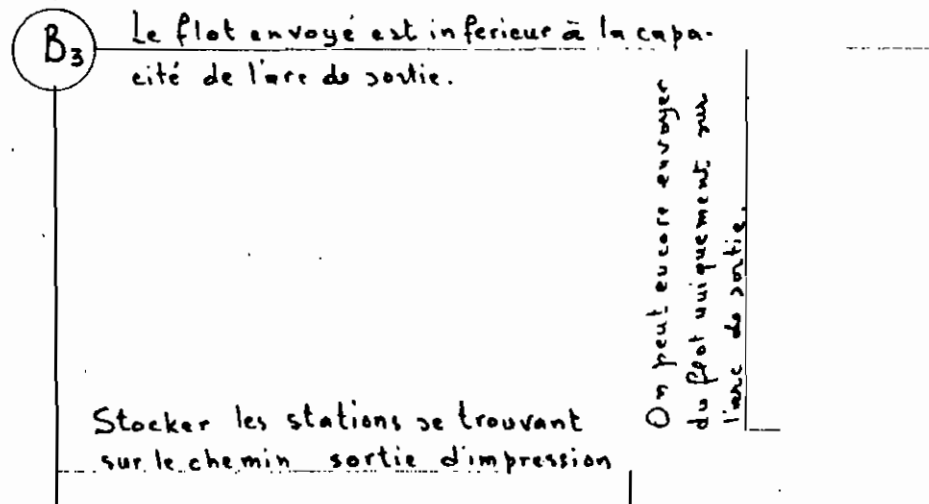 B3
Le flot envoyé est inferieur à la capa-
cité de l'arc de sortie.
On peut encore envoyer
du flot uniquement sur
l'arc de sortie.
Stocker les stations se trouvant
sur le chemin sortie d'impression